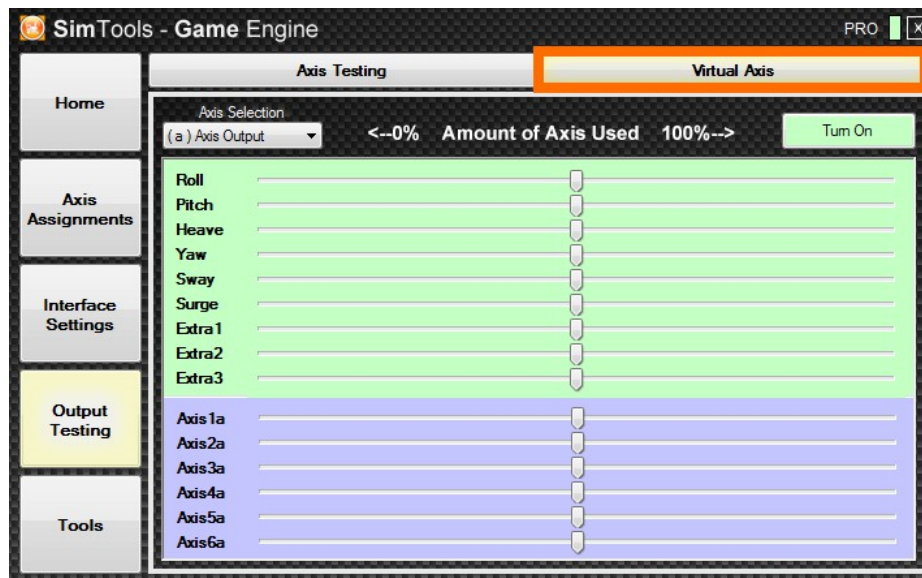 SimTools - Game Engine
PRO
X
Axis Testing
Virtual Axis
Home
Axis
Assignments
Interface
Settings
Output
Testing
Tools
Axis Selection
(a) Axis Output
<--0% Amount of Axis Used 100%-->
Turn On
Roll
Pitch
Heave
Yaw
Sway
Surge
Extra1
Extra2
Extra3
Axis1a
Axis2a
Axis3a
Axis4a
Axis5a
Axis6a